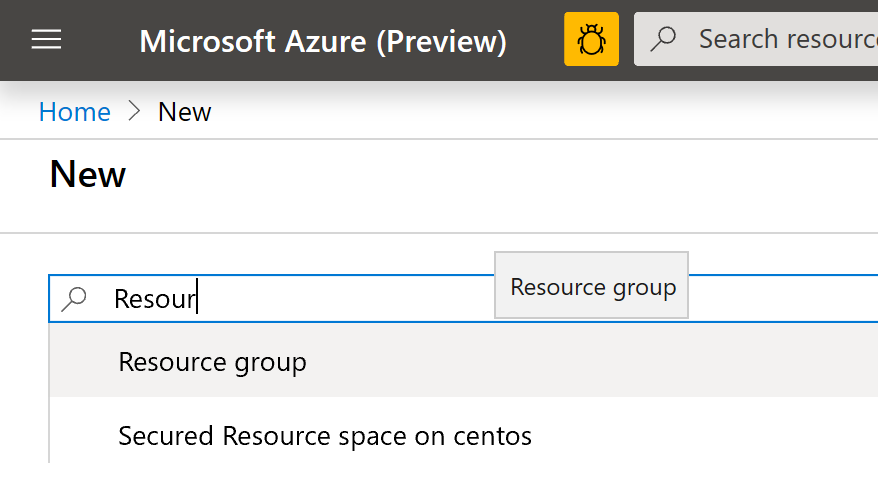 Microsoft Azure (Preview)
Search resourc
Home > New
New
Resour
Resource group
Resource group
Secured Resource space on centos